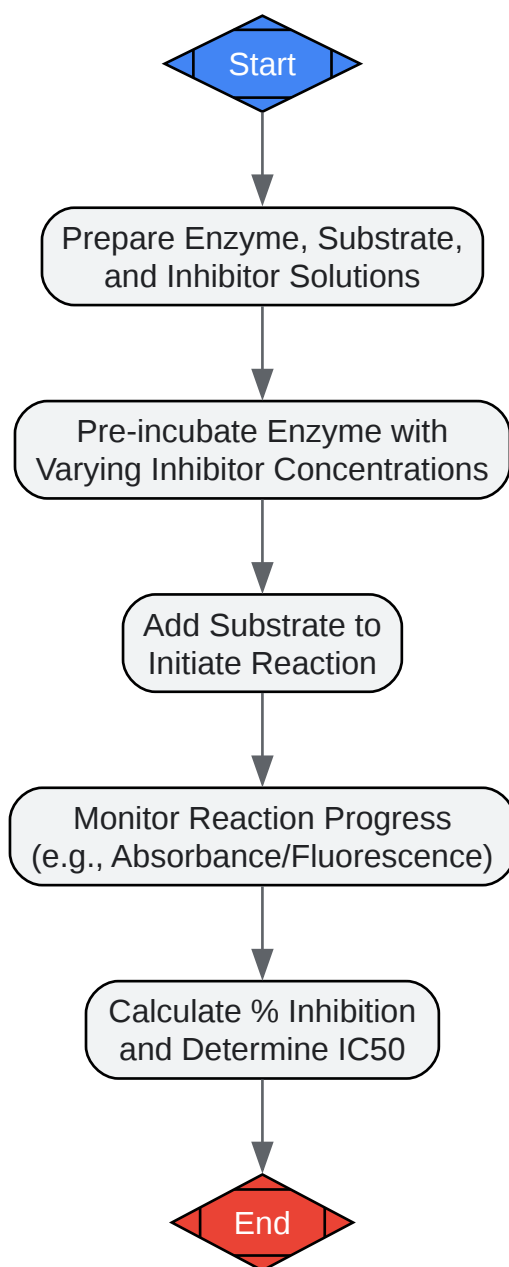 Start
Prepare Enzyme, Substrate,
and Inhibitor Solutions
Pre-incubate Enzyme with
Varying Inhibitor Concentrations
Add Substrate to
Initiate Reaction
Monitor Reaction Progress
(e.g., Absorbance/Fluorescence)
Calculate % Inhibition
and Determine IC50
End